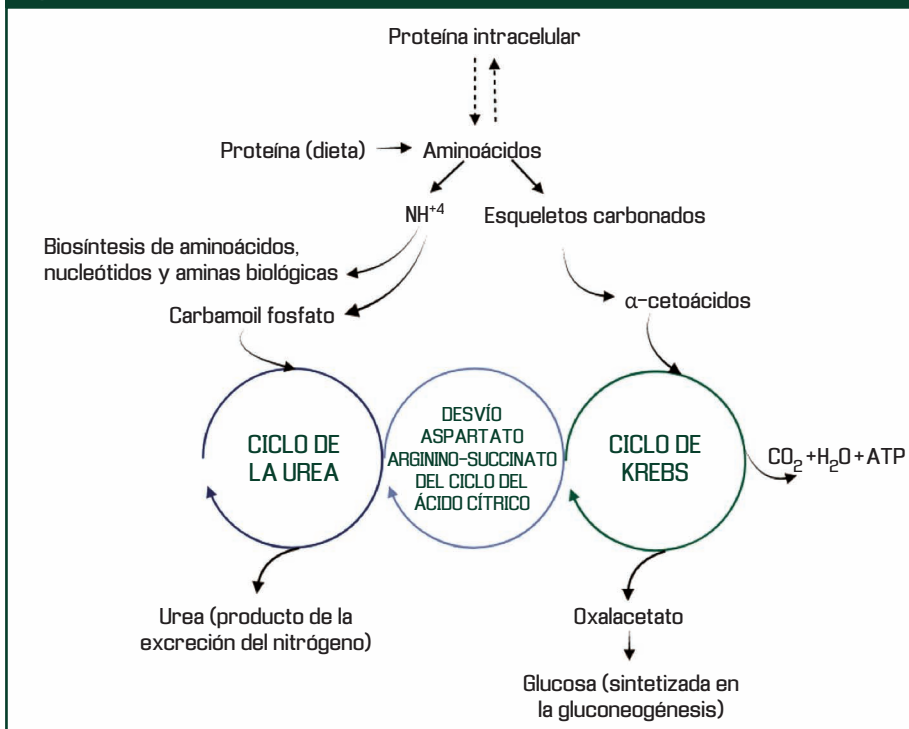 Proteína intracelular
Proteína (dieta)
Aminoácidos
NH⁺⁴
Esqueletos carbonados
Biosíntesis de aminoácidos,
nucleótidos y aminas biológicas
Carbamoil fosfato
α-cetoácidos
CICLO DE
LA UREA
DESVÍO
ASPARTATO
ARGININO-SUCCINATO
DEL CICLO DEL
ÁCIDO CÍTRICO
CICLO DE
KREBS
CO₂+H₂O+ATP
Urea (producto de la
excreción del nitrógeno)
Oxalacetato
Glucosa (sintetizada en
la gluconeogénesis)